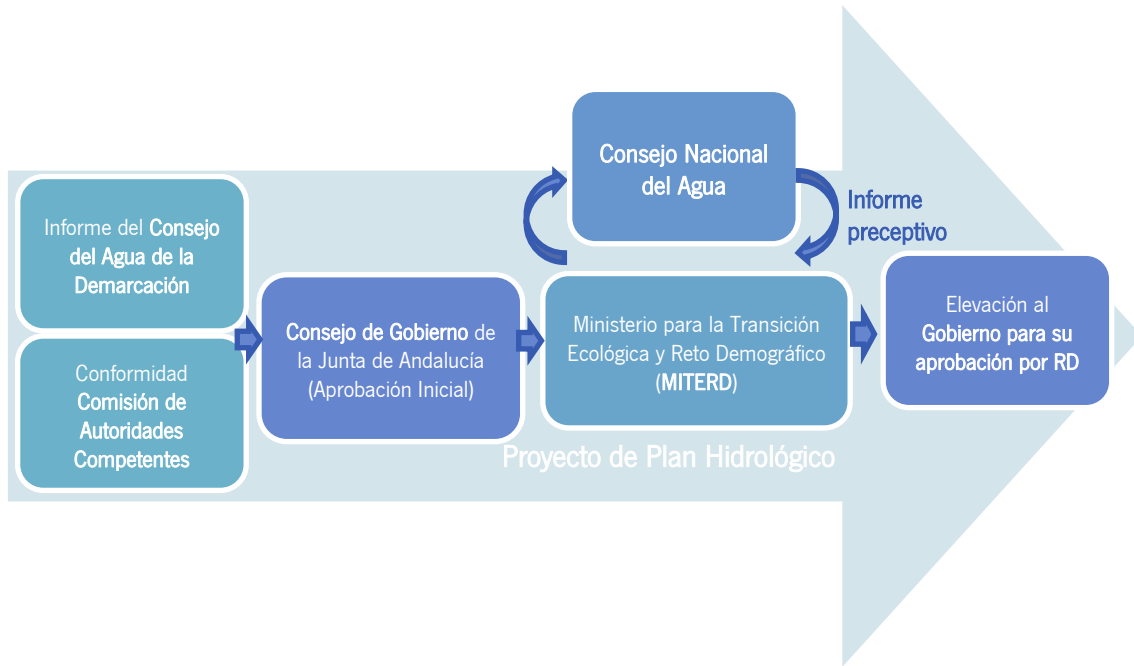 Informe del Consejo
del Agua de la
Demarcación
Conformidad
Comisión de
Autoridades
Competentes
Consejo de Gobierno de
la Junta de Andalucía
(Aprobación Inicial)
Consejo Nacional
del Agua
Informe
preceptivo
Ministerio para la Transición
Ecológica y Reto Demográfico
(MITERD)
Elevación al
Gobierno para su
aprobación por RD
Proyecto de Plan Hidrológico